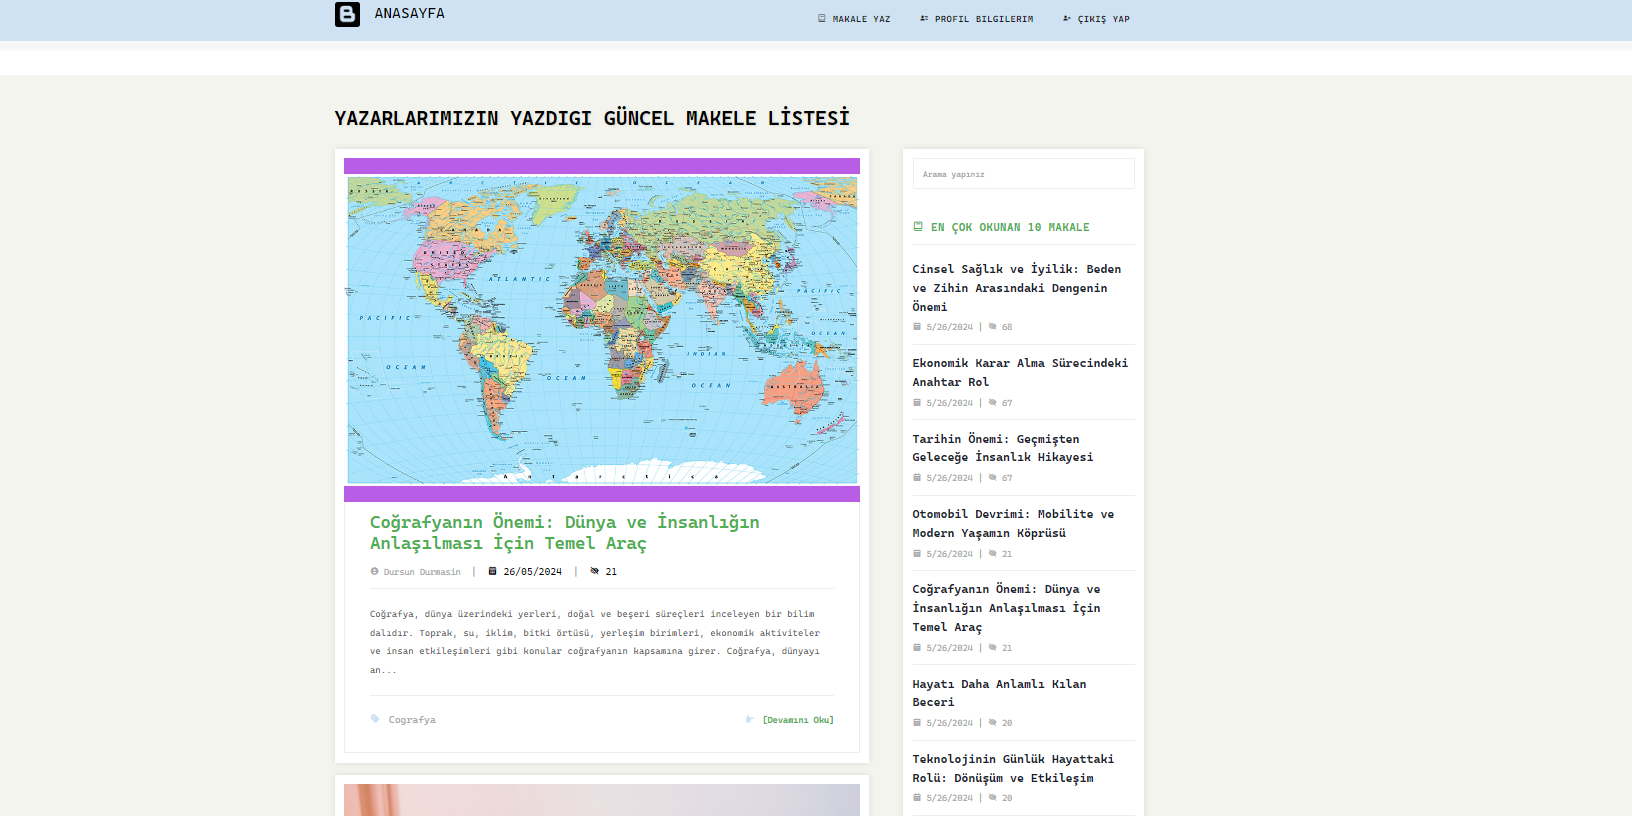 ANASAYFA
MAKALE YAZ
PROFIL BILGILERIM
ÇIKIŞ YAP
YAZARLARIMIZIN YAZDIGI GÜNCEL MAKELE LİSTESİ
ATLANTIC
PACIFIC
PACIFIC
OCEAN
OCEAN
OCEAN
INDIAN
OCEAN
AUSTRALIA
Antarctica
Coğrafyanın Önemi: Dünya ve İnsanlığın
Anlaşılması İçin Temel Araç
Dursun Durmasin | 26/05/2024 | 21
Coğrafya, dünya üzerindeki yerleri, doğal ve beşeri süreçleri inceleyen bir bilim
dalıdır. Toprak, su, iklim, bitki örtüsü, yerleşim birimleri, ekonomik aktiviteler
ve insan etkileşimleri gibi konular coğrafyanın kapsamına girer. Coğrafya, dünyayı
an...
Cografya
[Devamını Oku]
Arama yapınız
EN ÇOK OKUNAN 10 MAKALE
Cinsel Sağlık ve İyilik: Beden
ve Zihin Arasındaki Dengenin
Önemi
5/26/2024 | 68
Ekonomik Karar Alma Sürecindeki
Anahtar Rol
5/26/2024 | 67
Tarihin Önemi: Geçmişten
Geleceğe İnsanlık Hikayesi
5/26/2024 | 67
Otomobil Devrimi: Mobilite ve
Modern Yaşamın Köprüsü
5/26/2024 | 21
Coğrafyanın Önemi: Dünya ve
İnsanlığın Anlaşılması İçin
Temel Araç
5/26/2024 | 21
Hayatı Daha Anlamlı Kılan
Beceri
5/26/2024 | 20
Teknolojinin Günlük Hayattaki
Rolü: Dönüşüm ve Etkileşim
5/26/2024 | 20